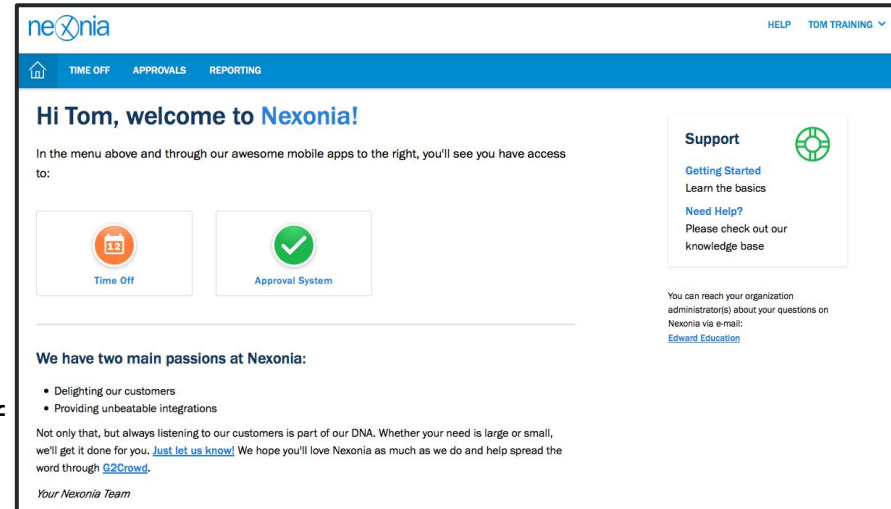 nexonia
HELP TOM TRAINING
TIME OFF APPROVALS REPORTING
Hi Tom, welcome to Nexonia!
In the menu above and through our awesome mobile apps to the right, you'll see you have access
to:
12
Time Off
Approval System
We have two main passions at Nexonia:
• Delighting our customers
• Providing unbeatable integrations
Not only that, but always listening to our customers is part of our DNA. Whether your need is large or small,
we'll get it done for you. Just let us know! We hope you'll love Nexonia as much as we do and help spread the
word through G2Crowd.
Your Nexonia Team
Support
Getting Started
Learn the basics
Need Help?
Please check out our
knowledge base
You can reach your organization
administrator(s) about your questions on
Nexonia via e-mail:
Edward Education